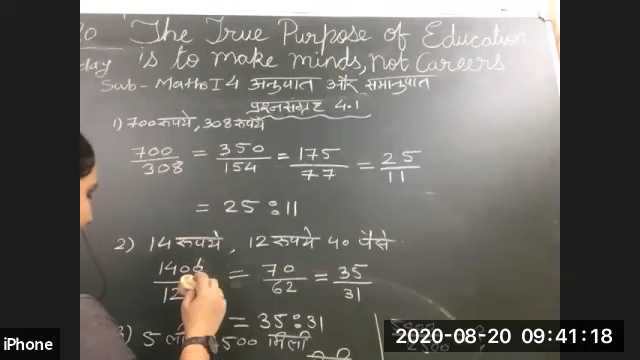 20 The True Purpose of Education
day is to make minds, not careers
Sub- Maths I 4 अनुपात और समानुपात
प्रश्नसंग्रह 4.1
1) 700 रुपये, 308 रुपये
700/308 = 350/154 = 175/77 = 25/11
= 25:11
2) 14 रुपये, 12 रुपये 40 पैसे
140 = 70/62 = 35/31
= 35:31
3) 5 ली 500 मिली
iPhone
2020-08-20 09:41:18